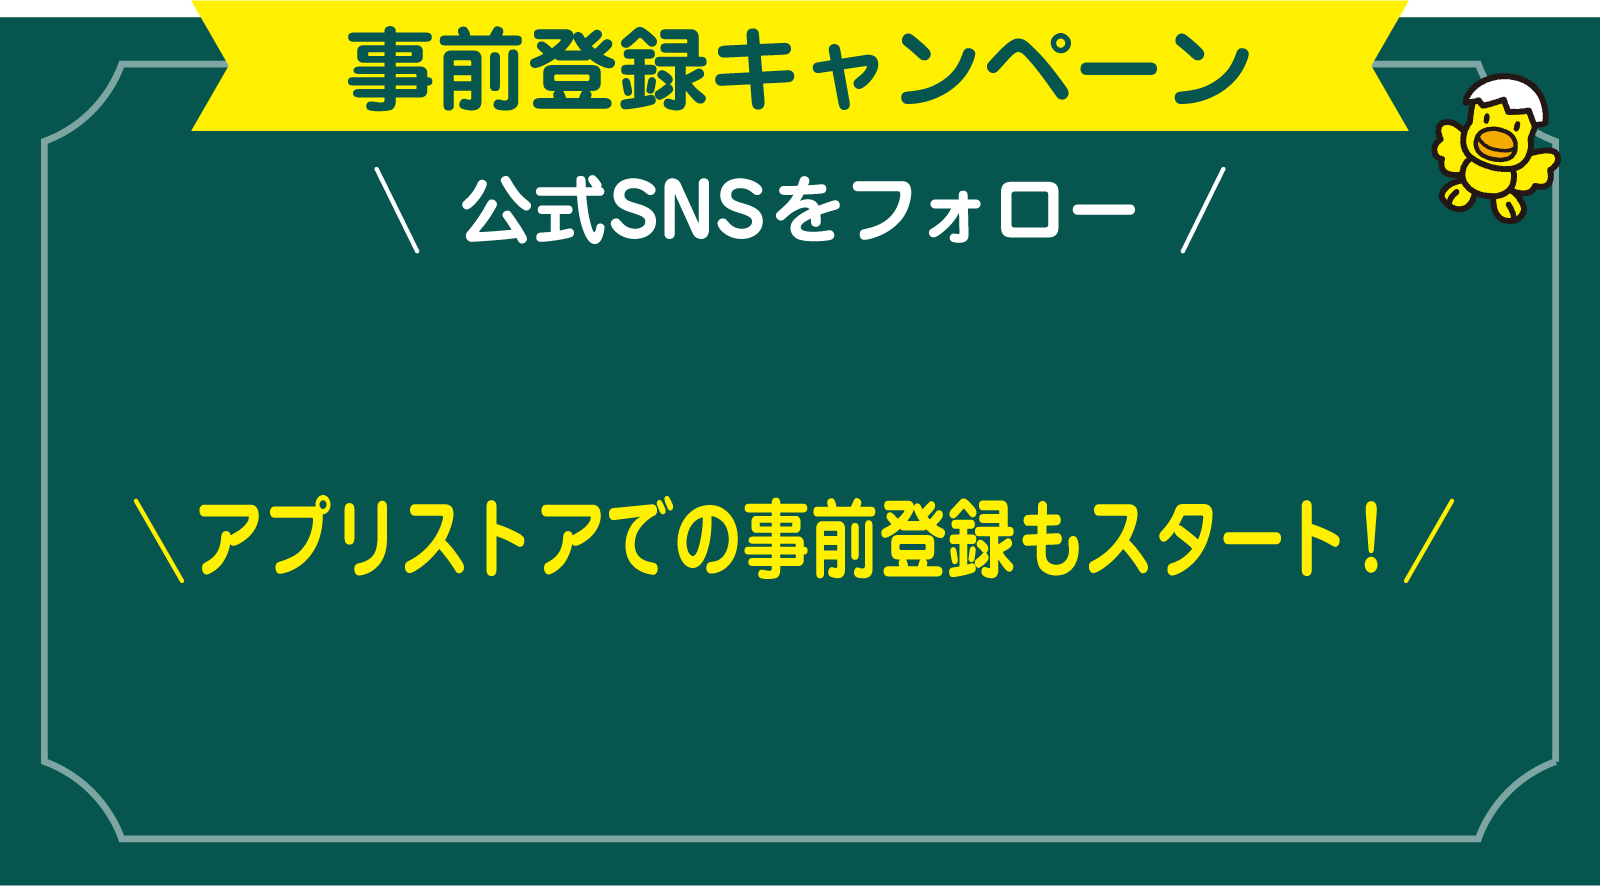 事前登録キャンペーン
公式SNSをフォロー
アプリストアでの事前登録もスタート！